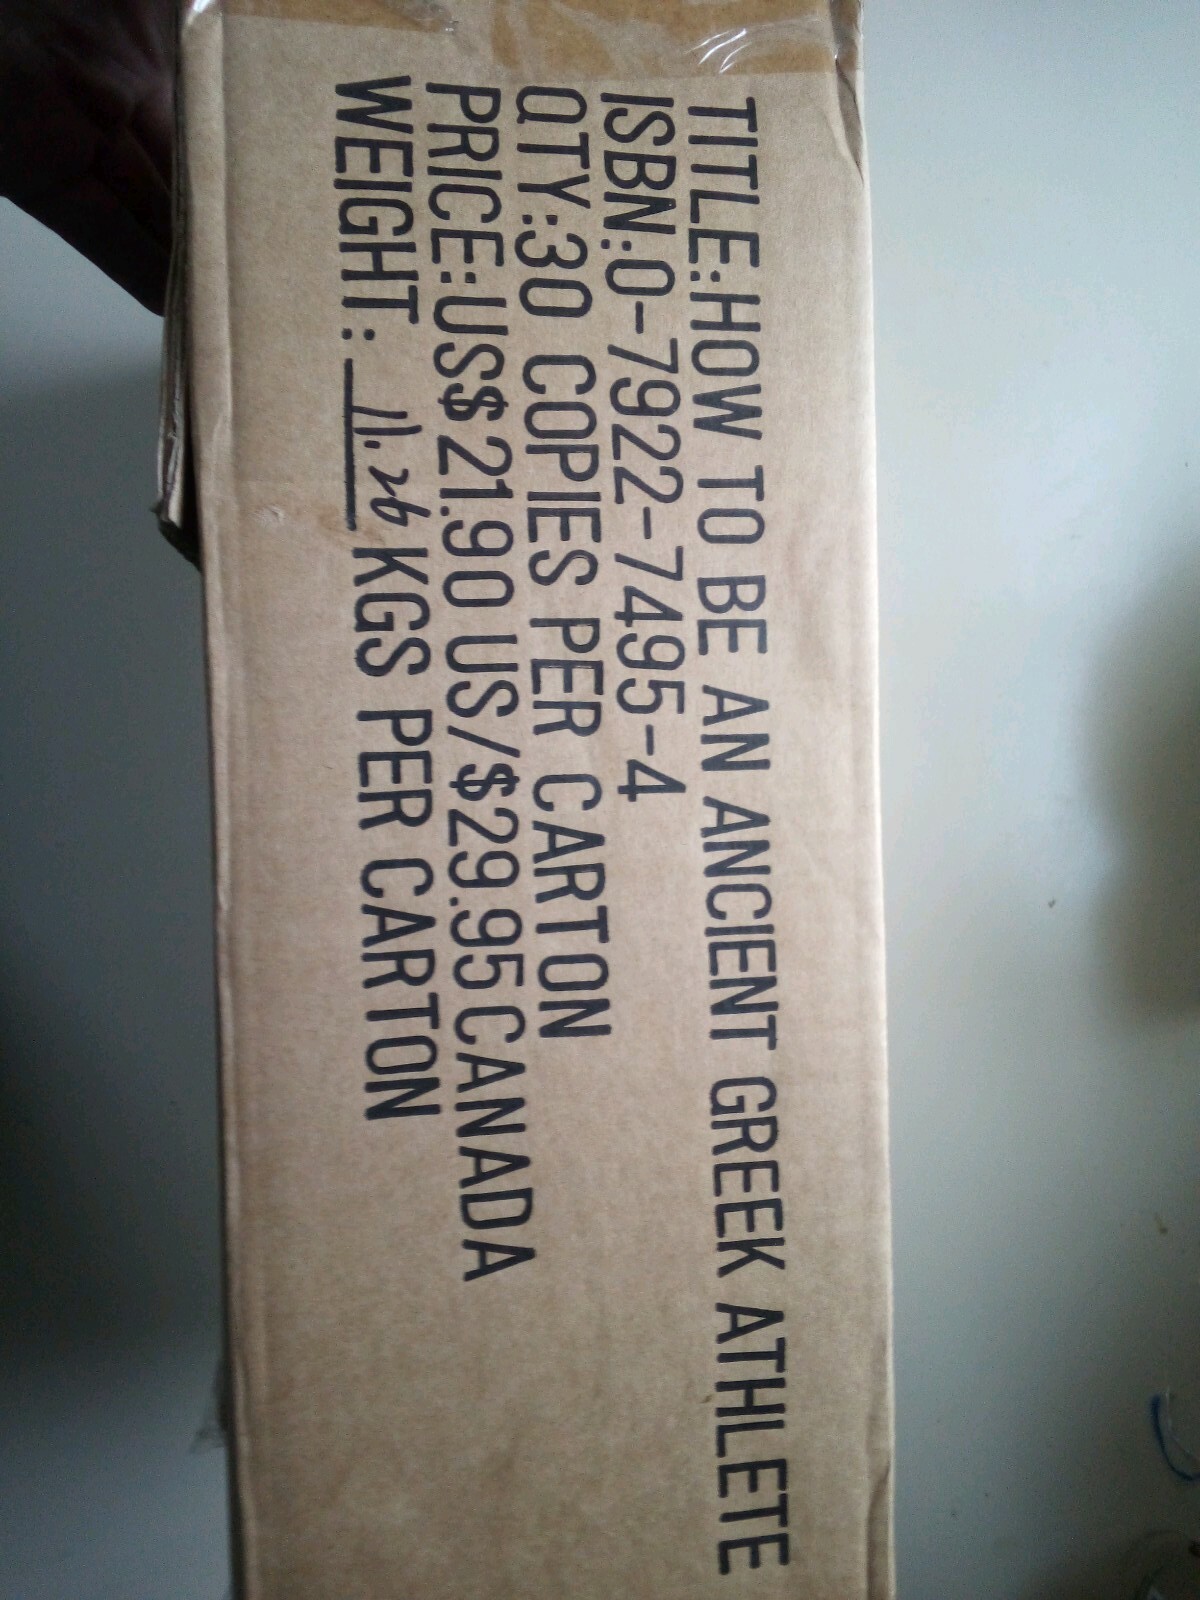 TITLE:HOW TO BE AN ANCIENT GREEK ATHLETE
ISBN:0-7922-7495-4
QTY:30 COPIES PER CARTON
PRICE:US$21.90 US/$29.95 CANADA
WEIGHT: 11.26 KGS PER CARTON